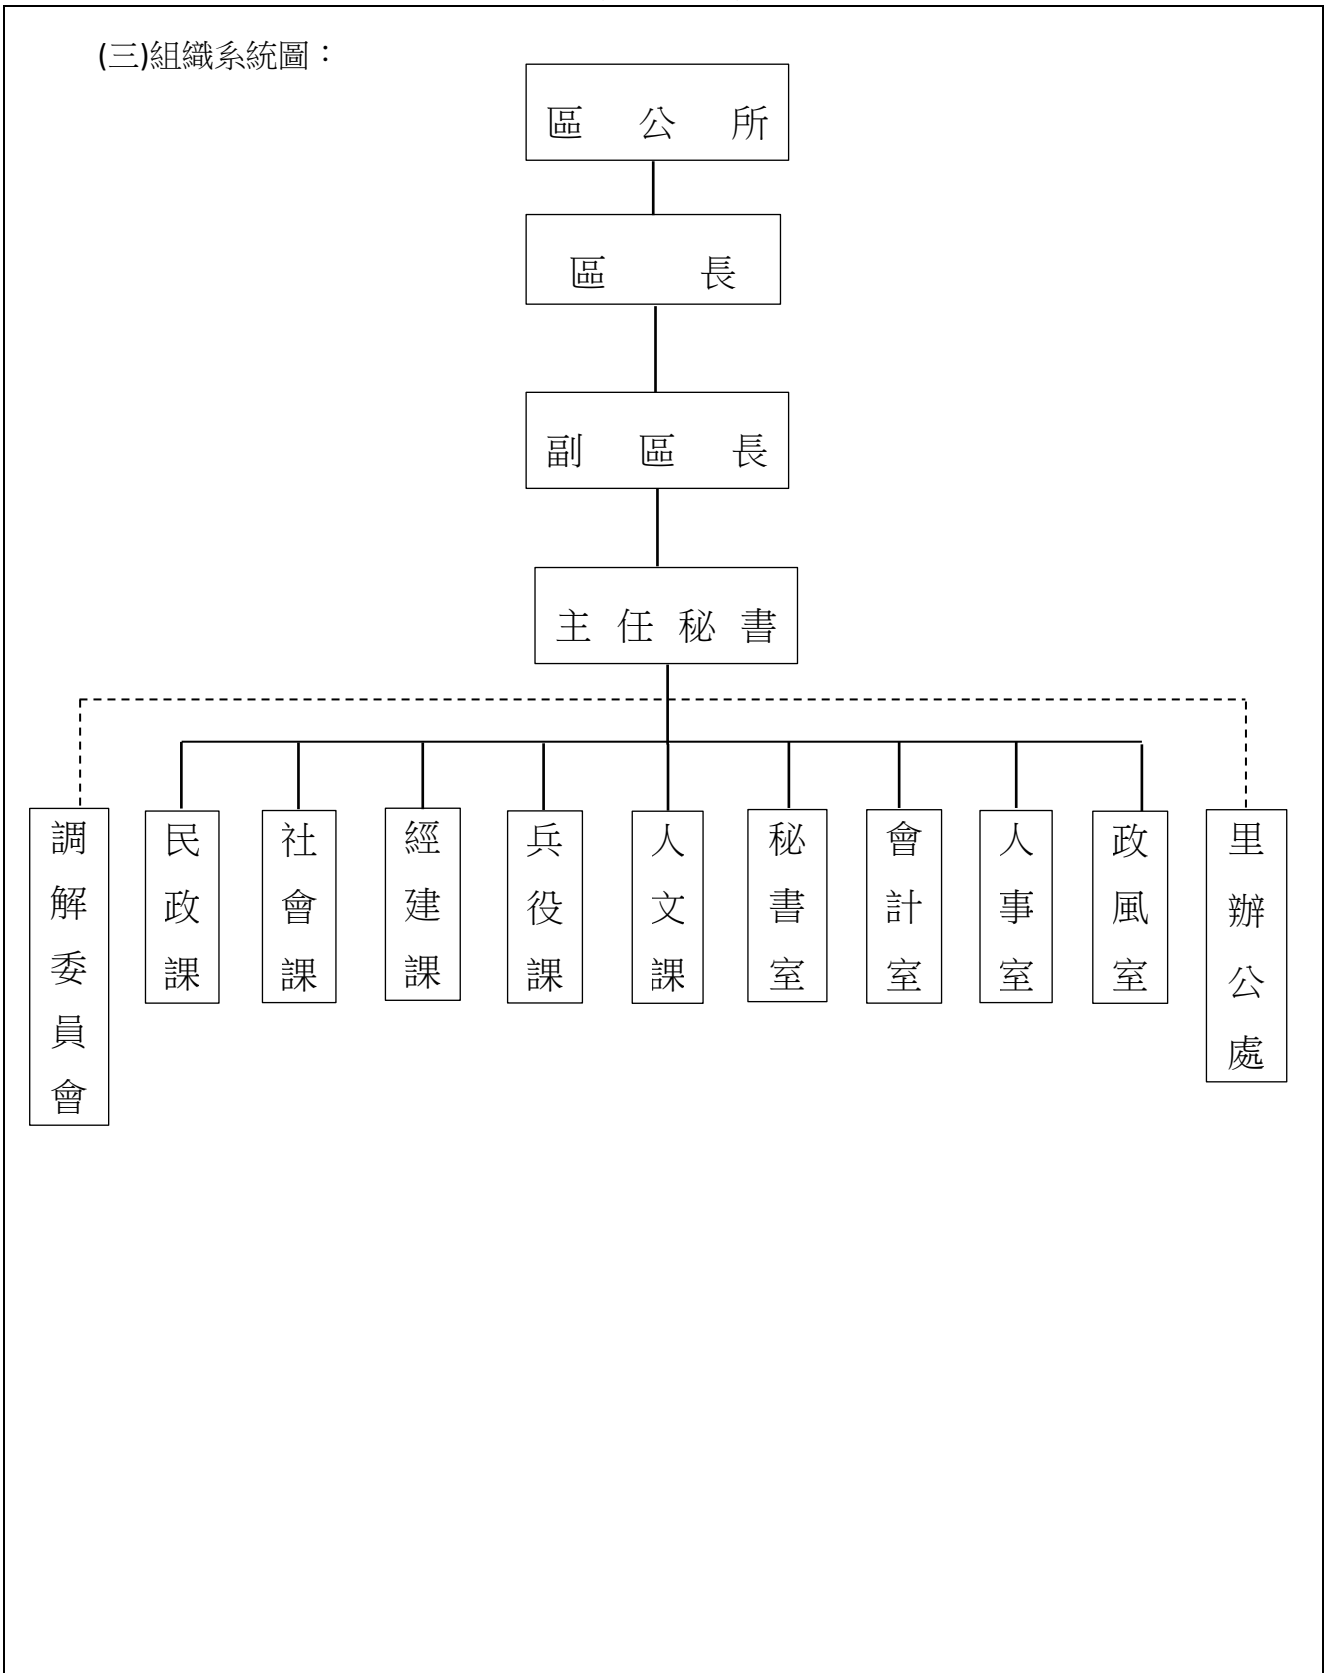 (三)組織系統圖：
區公所
區長
副區長
主任秘書
調解委員會
民政課
社會課
經建課
兵役課
人文課
秘書室
會計室
人事室
政風室
里辦公處